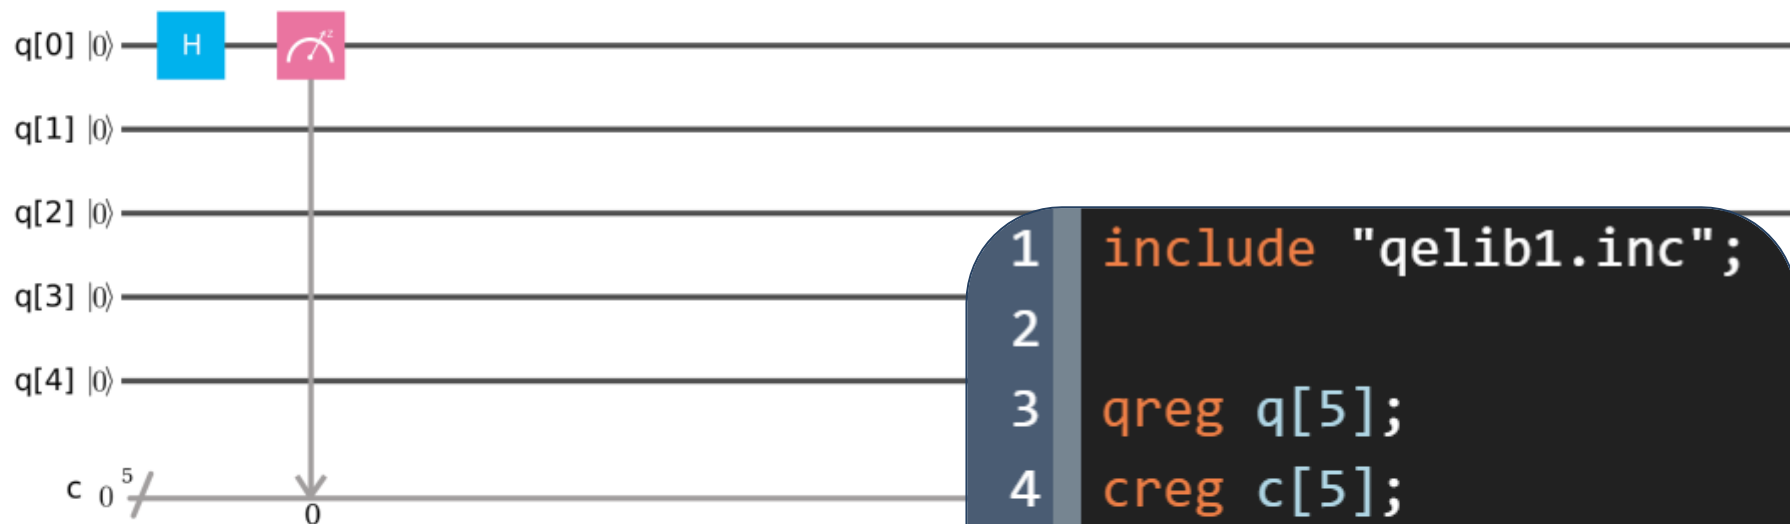 q[0] |0⟩ H z
q[1] |0⟩
q[2] |0⟩
q[3] |0⟩
q[4] |0⟩
c 0 5
0
1 include "qelib1.inc";
2
3 qreg q[5];
4 creg c[5];